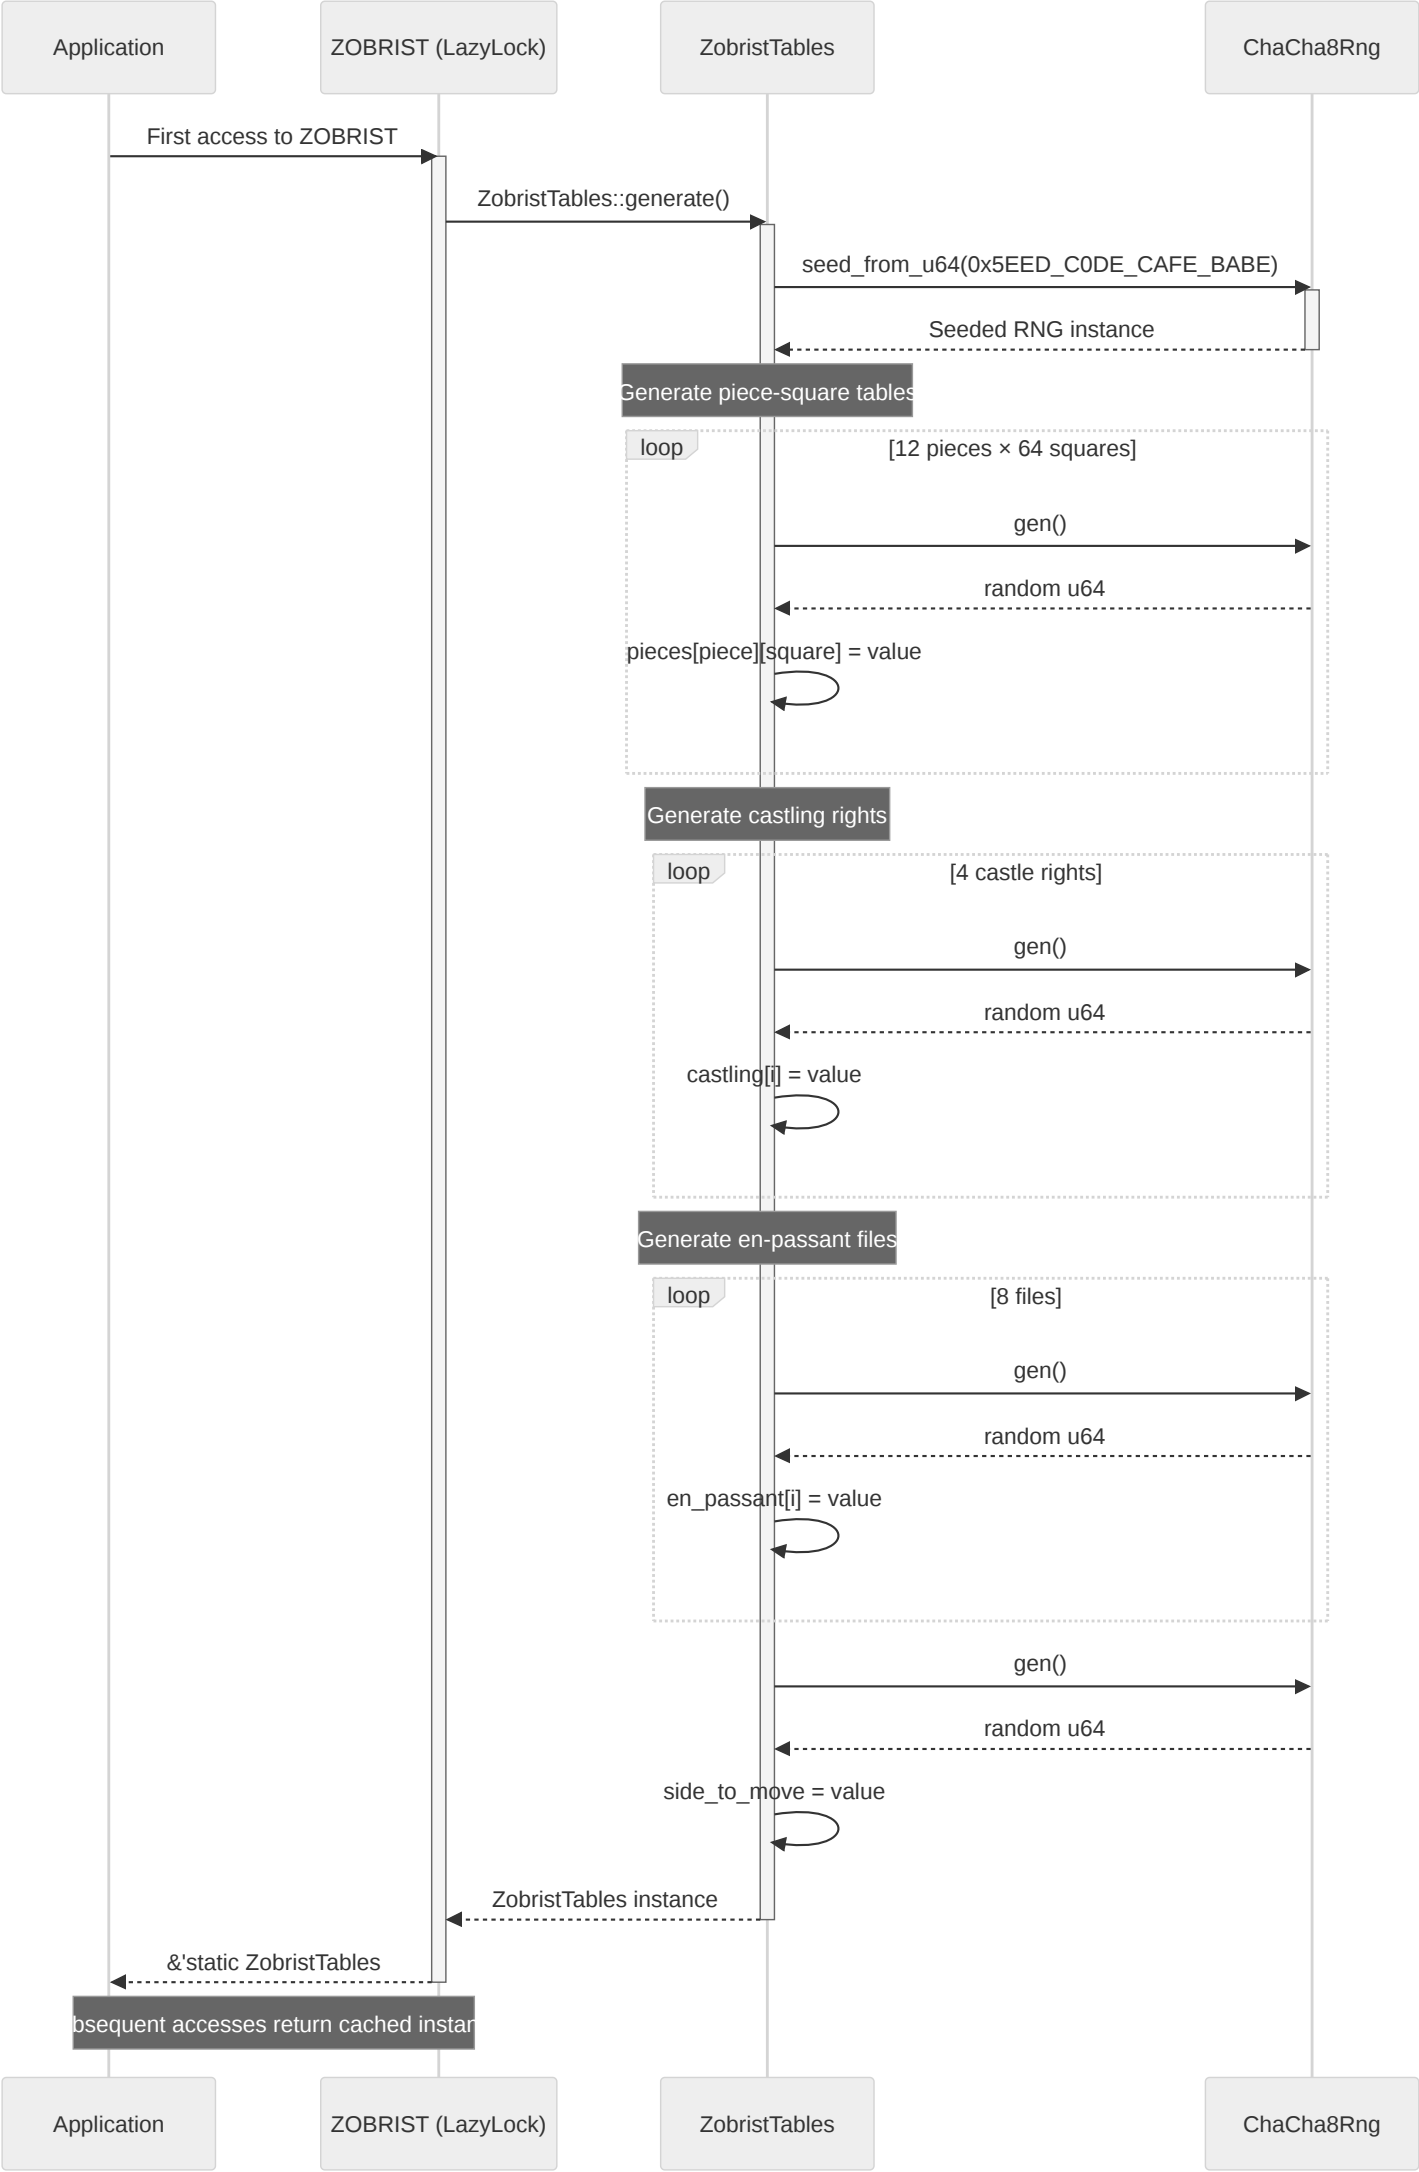 Application
ZOBRIST (LazyLock)
ZobristTables
ChaCha8Rng
First access to ZOBRIST
ZobristTables::generate()
seed_from_u64(0x5EED_C0DE_CAFE_BABE)
Seeded RNG instance
Generate piece-square tables
loop
[12 pieces × 64 squares]
gen()
random u64
pieces[piece][square] = value
Generate castling rights
loop
[4 castle rights]
gen()
random u64
castling[i] = value
Generate en-passant files
loop
[8 files]
gen()
random u64
en_passant[i] = value
gen()
random u64
side_to_move = value
ZobristTables instance
&'static ZobristTables
accesses return cached
Application
ZOBRIST (LazyLock)
ZobristTables
ChaCha8Rng